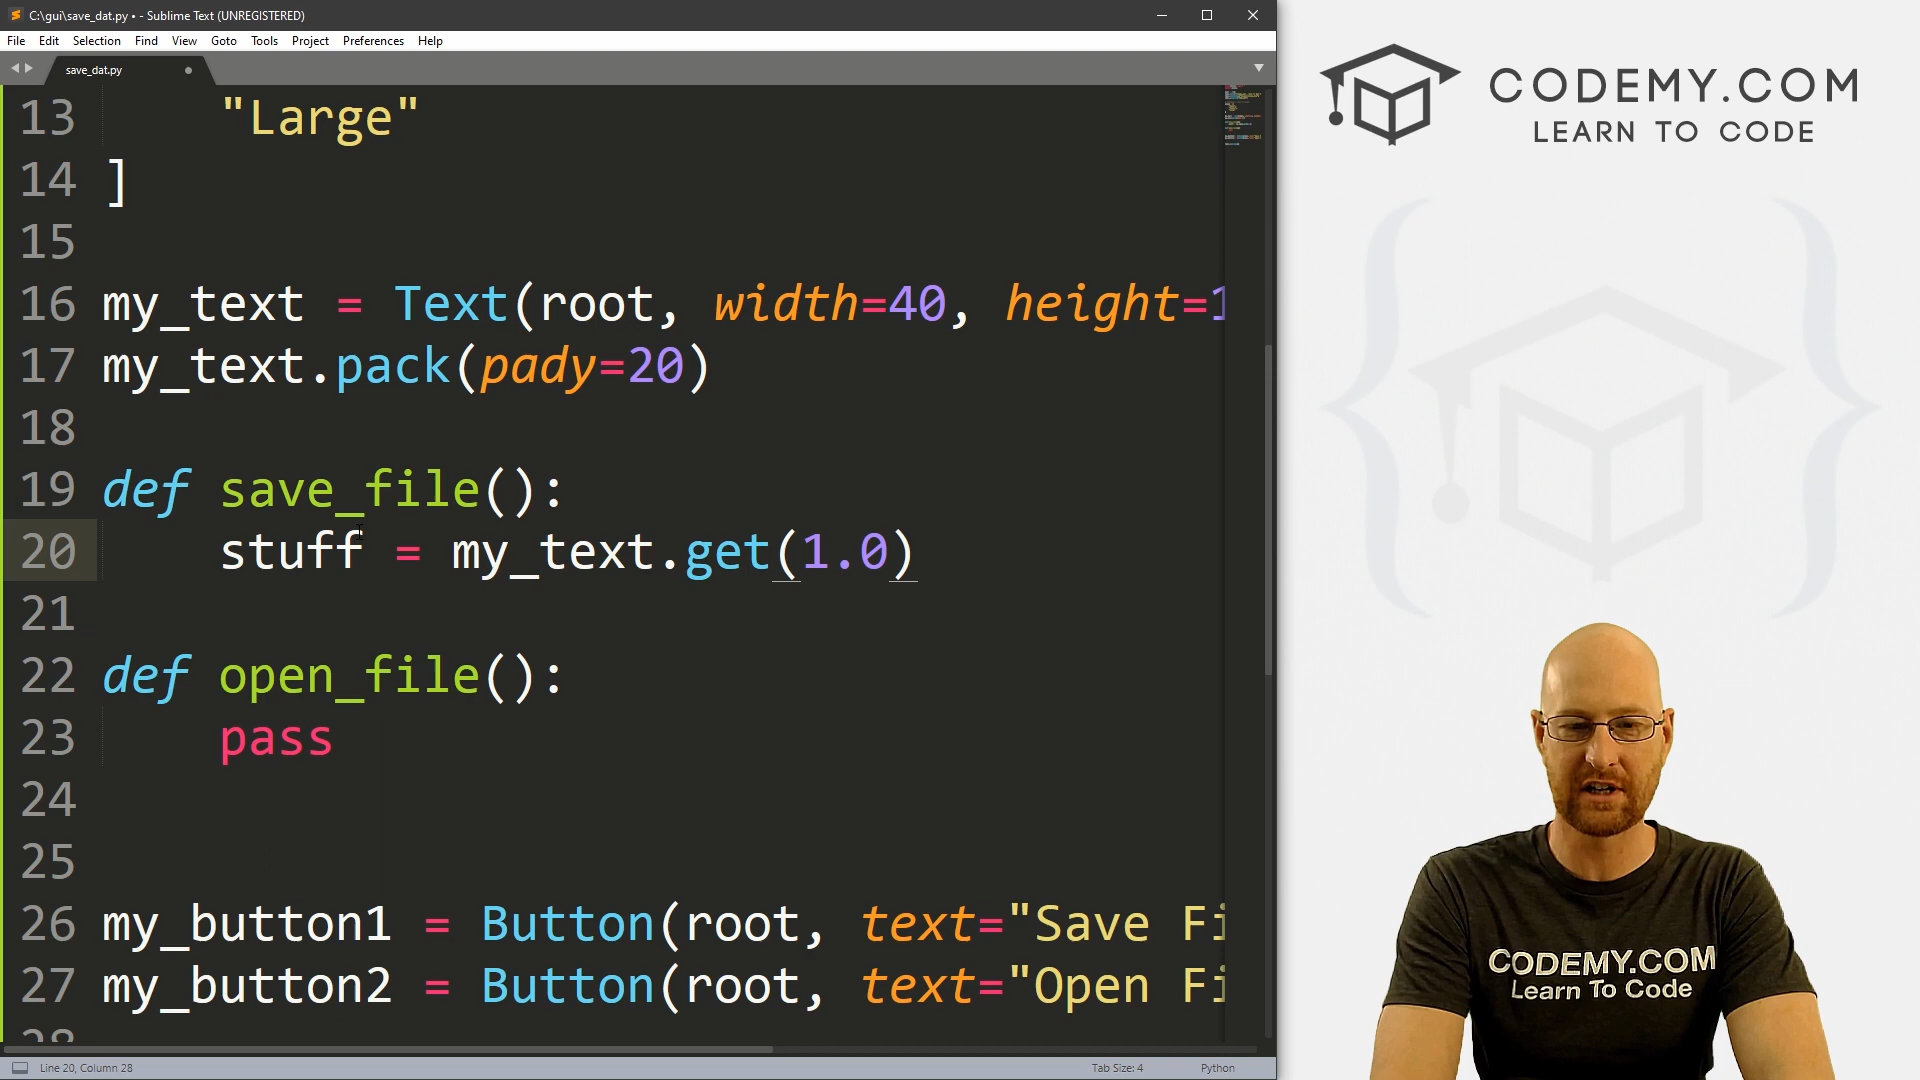 C:\gui\save_dat.py • - Sublime Text (UNREGISTERED)
File Edit Selection Find View Goto Tools Project Preferences Help
save_dat.py
13 "Large"
14 ]
15
16 my_text = Text(root, width=40, height=1
17 my_text.pack(pady=20)
18
19 def save_file():
20 stuff = my_text.get(1.0)
21
22 def open_file():
23 pass
24
25
26 my_button1 = Button(root, text="Save Fi
27 my_button2 = Button(root, text="Open Fi
28
Line 20, Column 28
Tab Size: 4
Python
CODEMY.COM
LEARN TO CODE
CODEMY.COM
Learn To Code